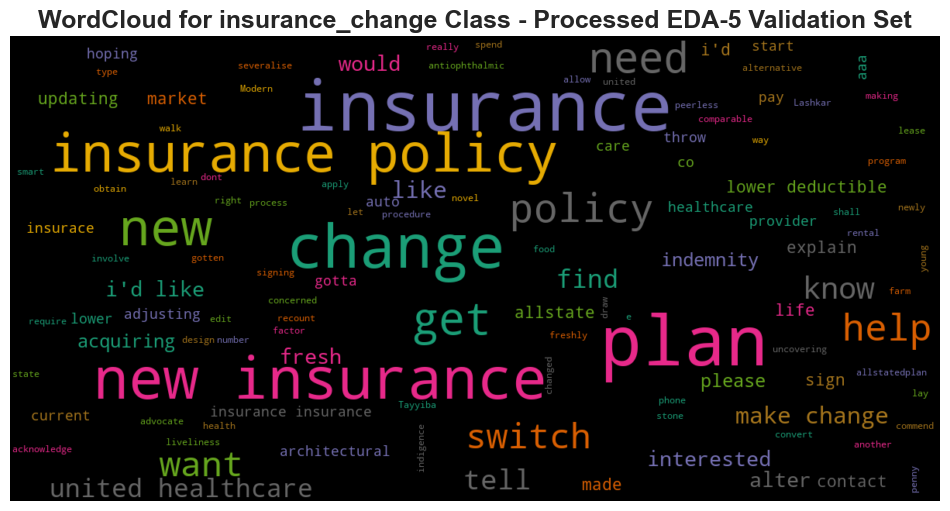 WordCloud for insurance_change Class - Processed EDA-5 Validation Set
hoping
really
spend
type
severalise
would
antiophthalmic
need
i'd
start
alternative
aaa
updating
market
Modern
insurance
allow
united
peerless
pay
Lashkar
making
comparable
walk
insurance policy
care
throw
way
lease
co
program
smart
obtain
learn
dont
apply
like
auto
novel
lower deductible
right
process
let
procedure
policy
healthcare
shall
newly
provider
rental
insurace
new
change
explain
young
involve
gotten
food
indemnity
signing
gotta
find
know
farm
i'd like
concerned
draw
e
life
require
lower
adjusting
edit
recount
get
allstate
help
acquiring
design
number
factor
freshly
plan
uncovering
fresh
state
new insurance
changed
please
sign
allstatedplan
lay
current
insurance insurance
Tayyiba
phone
stone
make change
commend
advocate
health
switch
convert
another
acknowledge
liveliness
architectural
indigence
interested
want
penny
united healthcare
tell
made
alter
contact